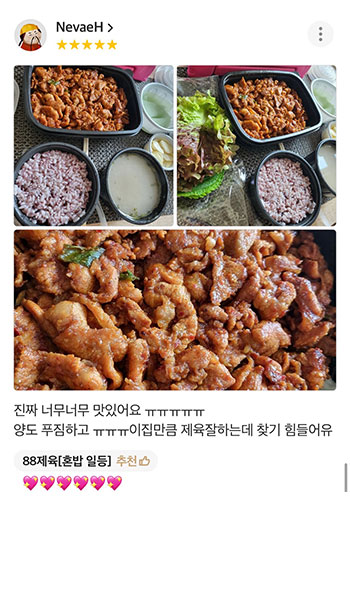 NevaeH >
★★★★★
진짜 너무너무 맛있어요 ㅠㅠㅠㅠㅠ
양도 푸짐하고 ㅠㅠㅠ이집만큼 제육잘하는데 찾기 힘들어유
88제육[혼밥 일등] 추천👍
💖💖💖💖💖💖